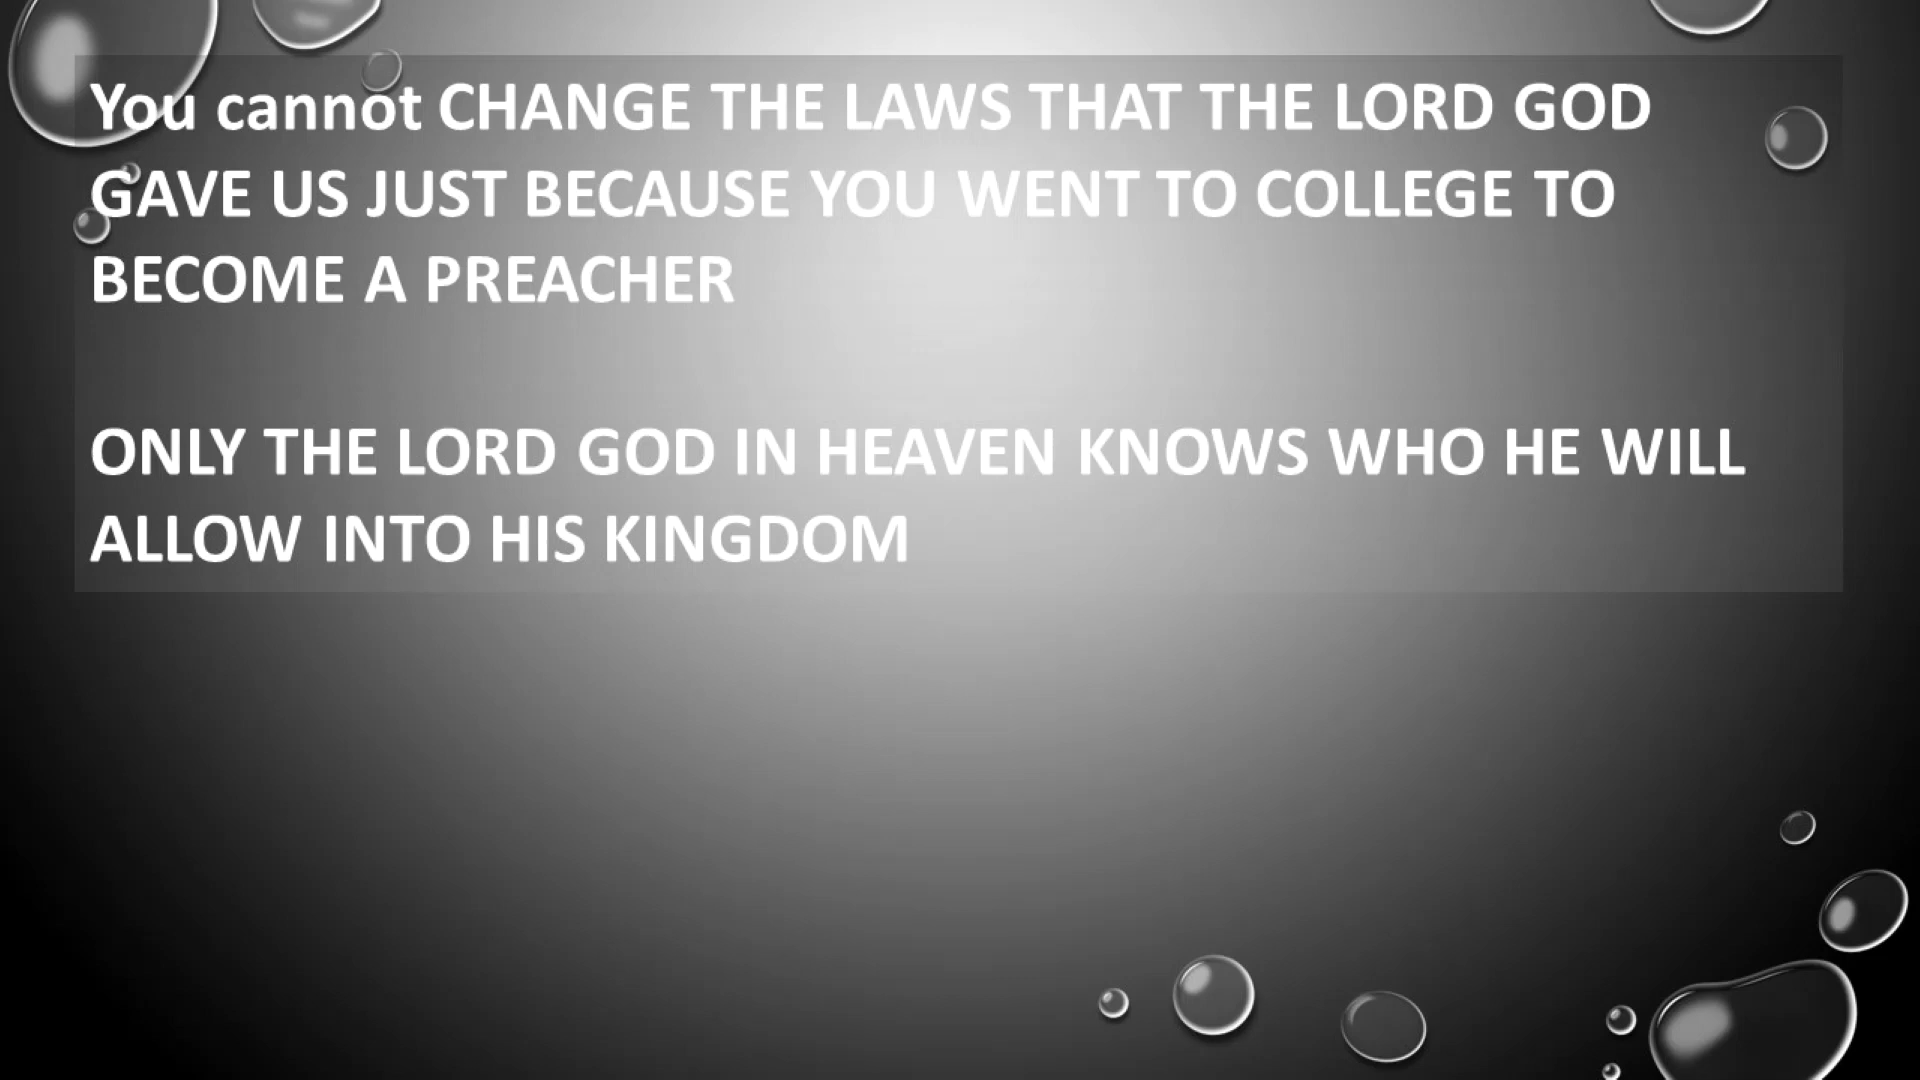 You cannot CHANGE THE LAWS THAT THE LORD GOD
GAVE US JUST BECAUSE YOU WENT TO COLLEGE TO
BECOME A PREACHER
ONLY THE LORD GOD IN HEAVEN KNOWS WHO HE WILL
ALLOW INTO HIS KINGDOM